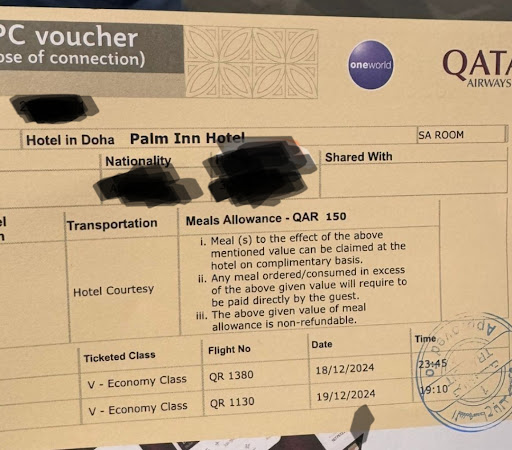 PC voucher
ose of connection)
oneworld
QATA
AIRWAYS
Hotel in Doha Palm Inn Hotel
SA ROOM
Nationality
Shared With
el
n
Transportation
Meals Allowance - QAR 150
Hotel Courtesy
i. Meal (s) to the effect of the above
mentioned value can be claimed at the
hotel on complimentary basis.
ii. Any meal ordered/consumed in excess
of the above given value will require to
be paid directly by the guest.
iii. The above given value of meal
allowance is non-refundable.
Ticketed Class Flight No Date Time
V - Economy Class QR 1380 18/12/2024 23:45
V - Economy Class QR 1130 19/12/2024 19:10